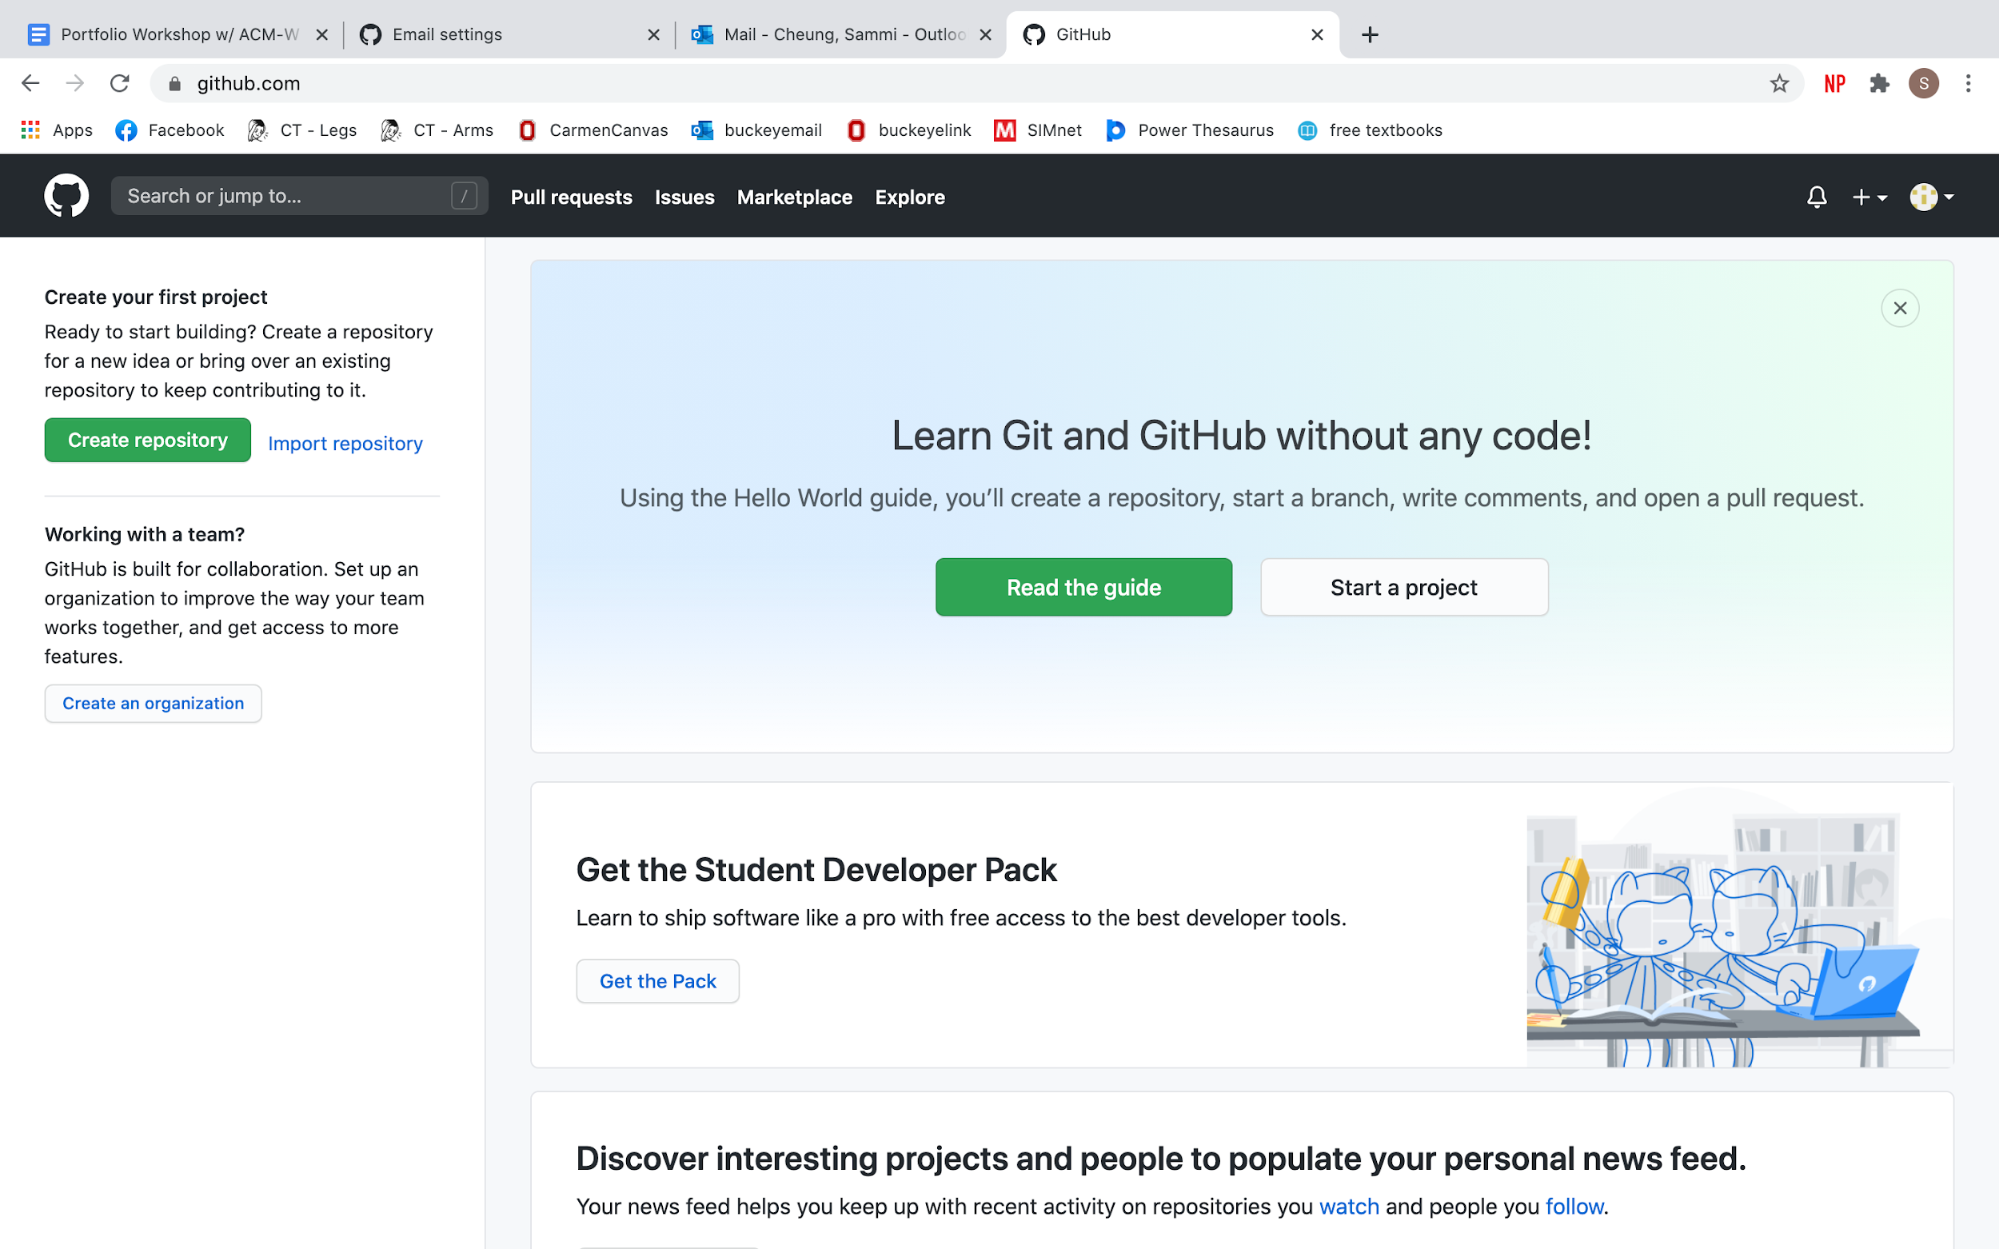 Portfolio Workshop w/ ACM-W
Email settings
Mail - Cheung, Sammi - Outloo
GitHub
github.com
NP
S
Apps
Facebook
CT - Legs
CT - Arms
CarmenCanvas
buckeyemail
buckeyelink
M SIMnet
Power Thesaurus
free textbooks
Search or jump to... /
Pull requests
Issues
Marketplace
Explore
Create your first project
Ready to start building? Create a repository
for a new idea or bring over an existing
repository to keep contributing to it.
Create repository
Import repository
Working with a team?
GitHub is built for collaboration. Set up an
organization to improve the way your team
works together, and get access to more
features.
Create an organization
Learn Git and GitHub without any code!
Using the Hello World guide, you’ll create a repository, start a branch, write comments, and open a pull request.
Read the guide
Start a project
Get the Student Developer Pack
Learn to ship software like a pro with free access to the best developer tools.
Get the Pack
Discover interesting projects and people to populate your personal news feed.
Your news feed helps you keep up with recent activity on repositories you watch and people you follow.